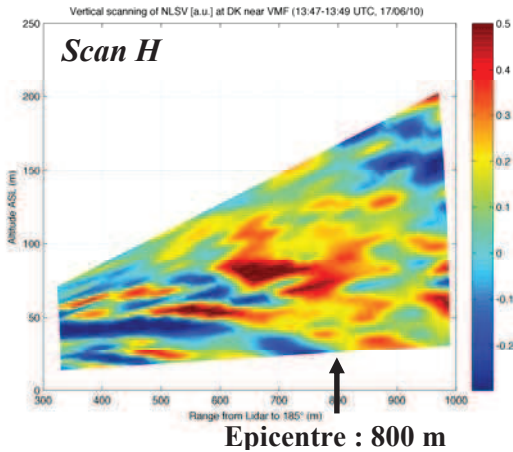 Vertical scanning of NLSV [a.u.] at DK near VMF (13:47-13:49 UTC, 17/06/10)
Scan H
250
200
150
100
50
0
Altitude ASL (m)
300 400 500 600 700 800 900 1000
Range from Lidar to 185° (m)
0.5
0.4
0.3
0.2
0.1
0
-0.1
-0.2
Epicentre : 800 m